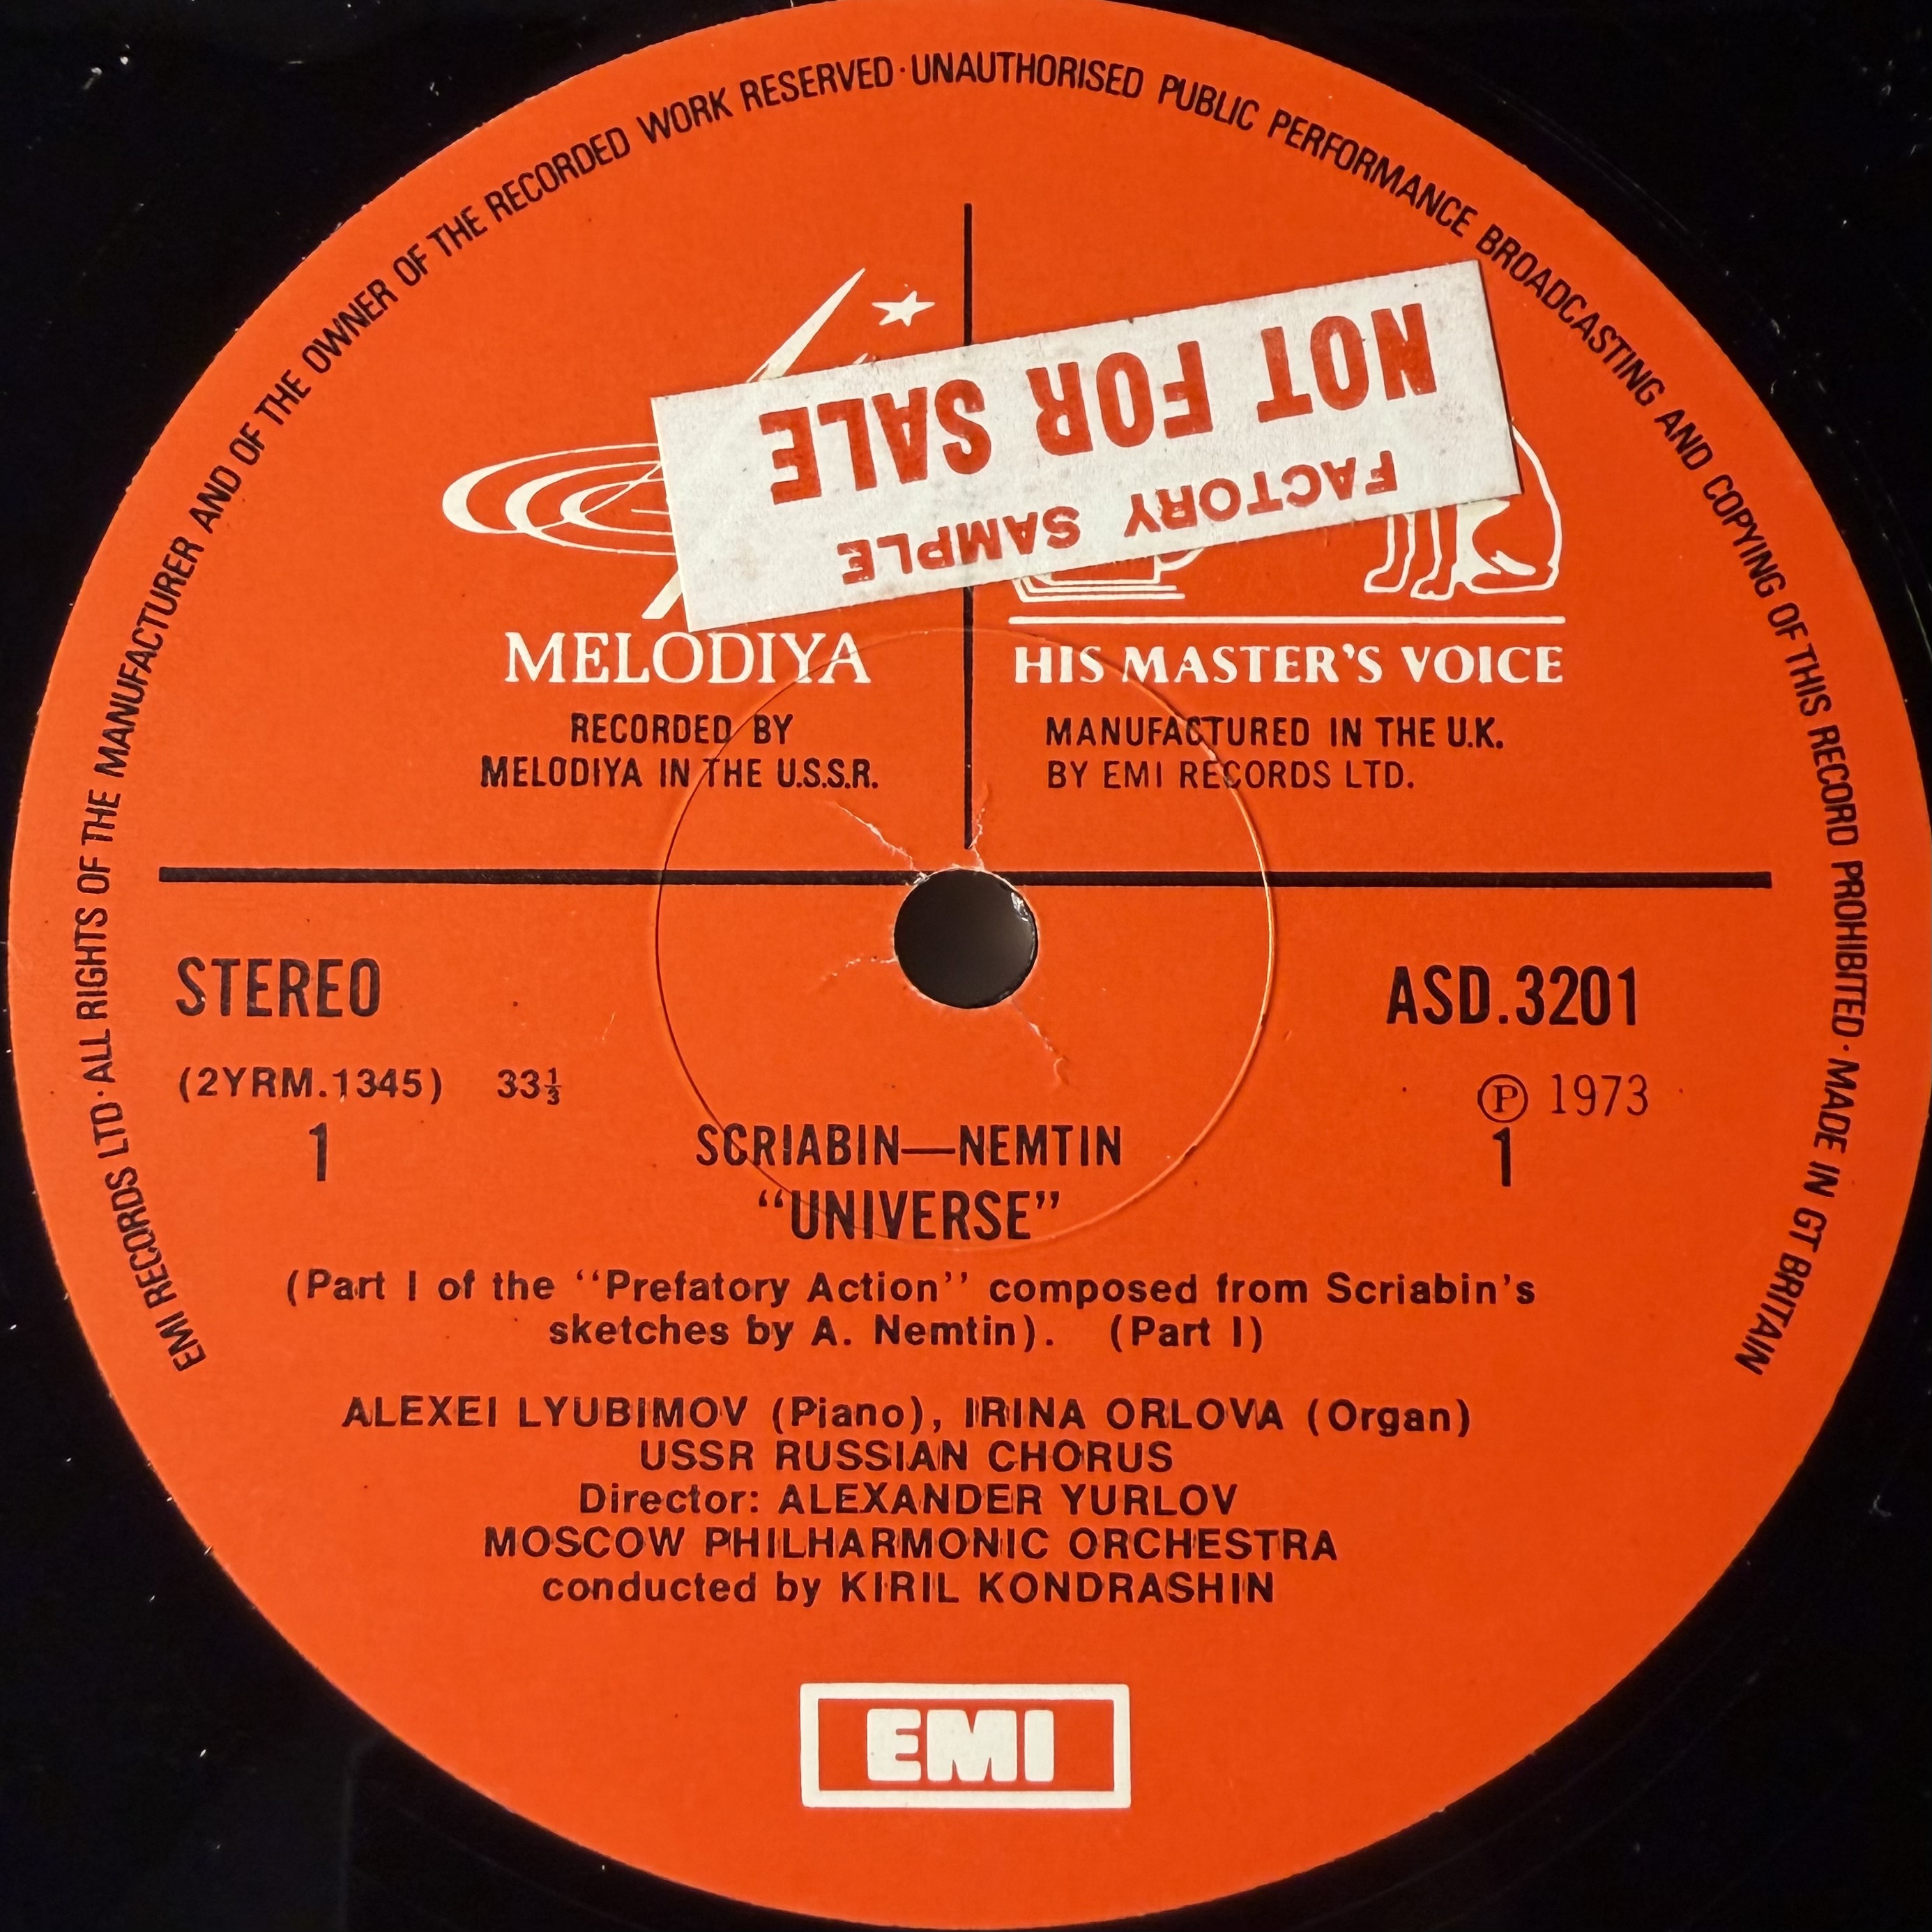 EMI RECORDS LTD · ALL RIGHTS OF THE MANUFACTURER AND OF THE OWNER OF THE RECORDED WORK RESERVED · UNAUTHORISED PUBLIC PERFORMANCE BROADCASTING AND COPYING OF THIS RECORD PROHIBITED · MADE IN GT BRITAIN
NOT FOR SALE
FACTORY SAMPLE
MELODIYA
RECORDED BY
MELODIYA IN THE U.S.S.R.
HIS MASTER'S VOICE
MANUFACTURED IN THE U.K.
BY EMI RECORDS LTD.
STEREO
ASD.3201
(2YRM.1345) 33⅓
℗ 1973
1
1
SCRIABIN—NEMTIN
“UNIVERSE”
(Part I of the “Prefatory Action” composed from Scriabin's
sketches by A. Nemtin). (Part I)
ALEXEI LYUBIMOV (Piano), IRINA ORLOVA (Organ)
USSR RUSSIAN CHORUS
Director: ALEXANDER YURLOV
MOSCOW PHILHARMONIC ORCHESTRA
conducted by KIRIL KONDRASHIN
EMI